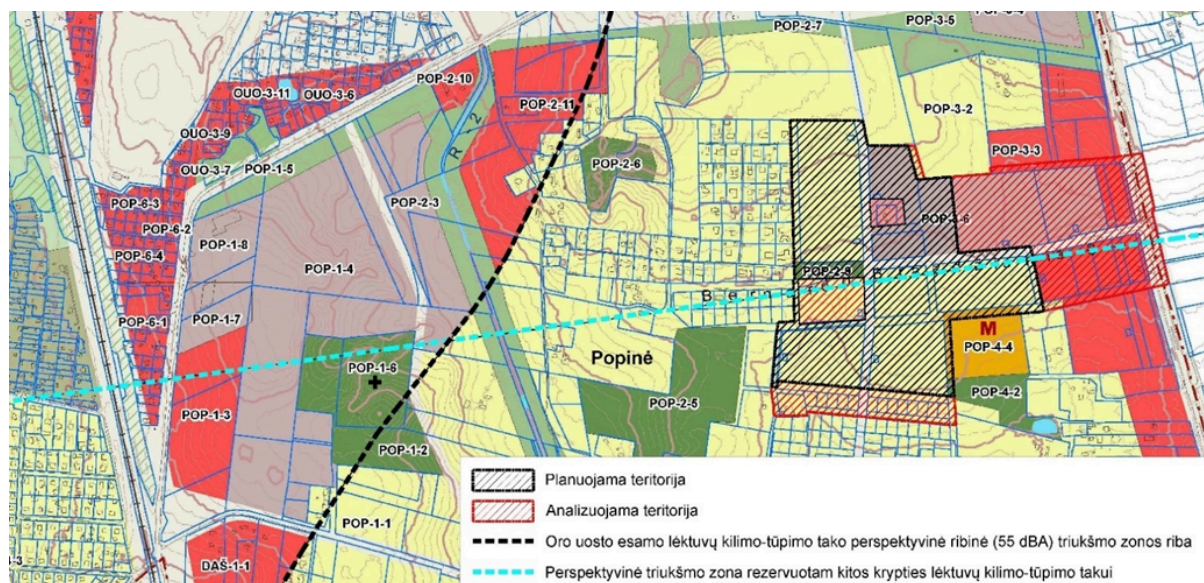 POP-2-7
POP-3-5
POP-3-4
POP-2-10
OUO-3-11
OUO-3-6
POP-2-11
POP-3-2
OUO-3-9
R-2
POP-2-6
POP-3-3
OUO-3-7
POP-1-5
POP-6-3
POP-2-3
POP-3-6
POP-6-2
POP-1-8
POP-6-4
POP-1-4
POP-2-9
POP-6-1
POP-1-7
M
Popinė
POP-4-4
POP-1-6
POP-1-3
POP-2-5
POP-4-2
POP-1-2
POP-1-1
DAŠ-1-1
Planuojama teritorija
Analizuojama teritorija
Oro uosto esamo lėktuvų kilimo-tūpimo tako perspektyvinė ribinė (55 dBA) triukšmo zonos riba
Perspektyvinė triukšmo zona rezervuotam kitos krypties lėktuvų kilimo-tūpimo takui